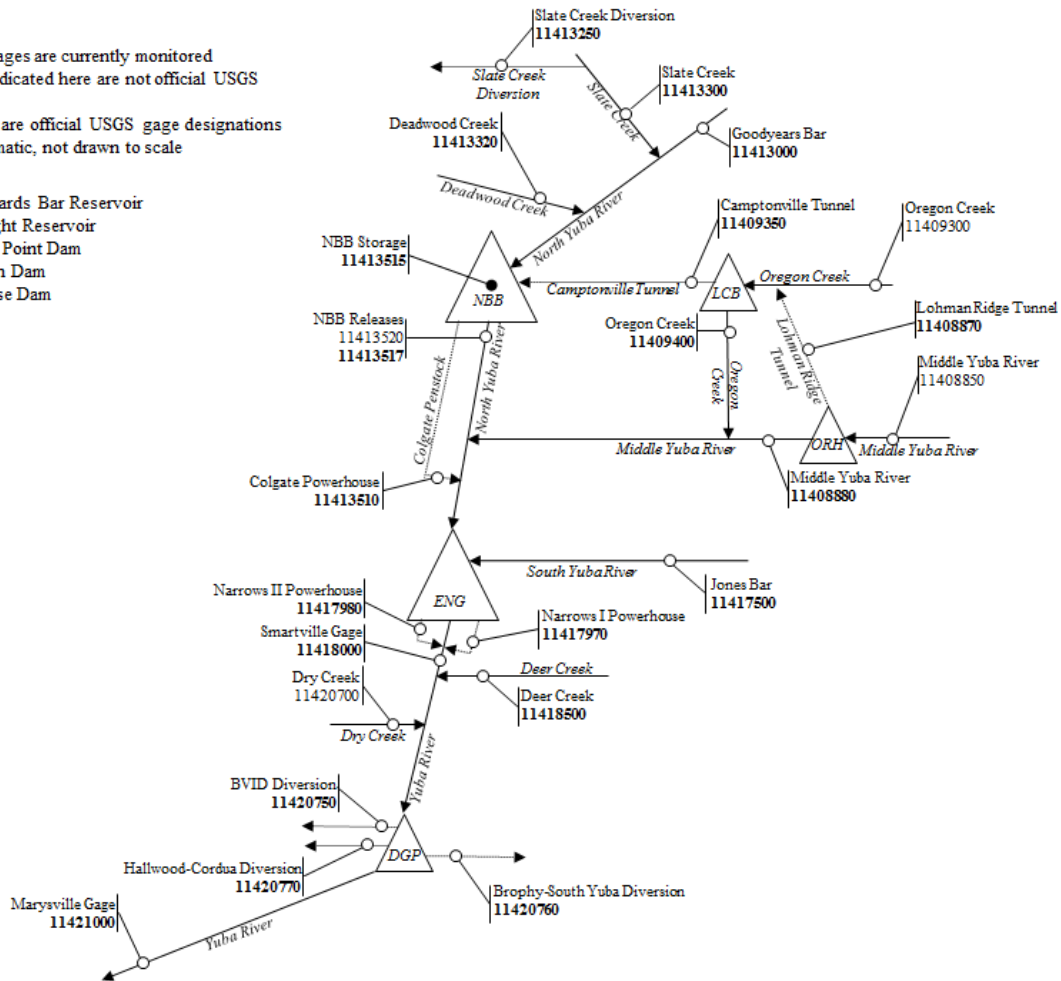 Slate Creek Diversion
11413250
ages are currently monitored
dicated here are not official USGS
are official USGS gage designations
matic, not drawn to scale
Slate Creek
Diversion
Slate Creek
11413300
Slate Creek
Deadwood Creek
11413320
Goodyears Bar
11413000
Deadwood Creek
ards Bar Reservoir
ght Reservoir
Point Dam
n Dam
se Dam
North Yuba River
Camptonville Tunnel
11409350
Oregon Creek
11409300
NBB Storage
11413515
NBB
Camptonville Tunnel
LCB
Oregon Creek
NBB Releases
11413520
11413517
Oregon Creek
11409400
Lohman Ridge Tunnel
11408870
Lohman Ridge
Tunnel
Middle Yuba River
11408850
Colgate Penstock
North Yuba River
Oregon
Creek
Middle Yuba River
ORH
Middle Yuba River
Middle Yuba River
11408880
Colgate Powerhouse
11413510
South Yuba River
Jones Bar
11417500
Narrows II Powerhouse
11417980
ENG
Narrows I Powerhouse
11417970
Smartville Gage
11418000
Deer Creek
Dry Creek
11420700
Deer Creek
11418500
Dry Creek
Yuba River
BVID Diversion
11420750
DGP
Hallwood-Cordua Diversion
11420770
Brophy-South Yuba Diversion
11420760
Marysville Gage
11421000
Yuba River